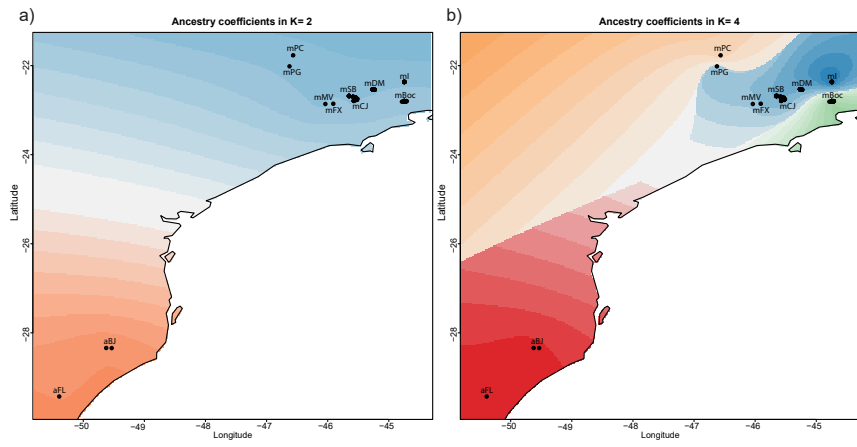 a)
Ancestry coefficients in K= 2
mPC
mPG
mI
mDM
mSB
mBoc
mMV
mCJ
mFX
aBJ
aFL
−22
−24
−26
−28
Latitude
−50
−49
−48
−47
−46
−45
Longitude
b)
Ancestry coefficients in K= 4
mPC
mPG
mI
mDM
mSB
mBoc
mMV
mCJ
mFX
aBJ
aFL
−22
−24
−26
−28
Latitude
−50
−49
−48
−47
−46
−45
Longitude